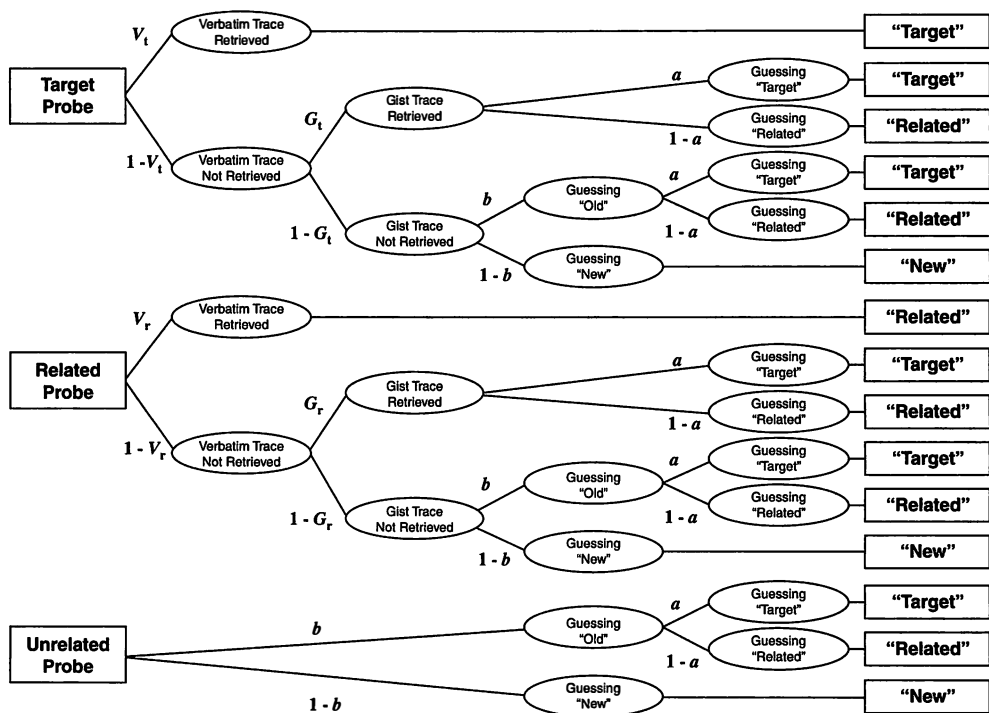 V_t
Verbatim Trace
Retrieved
“Target”
Target
Probe
1-V_t
Verbatim Trace
Not Retrieved
G_t
Gist Trace
Retrieved
a
Guessing
“Target”
“Target”
1-a
Guessing
“Related”
“Related”
1 - G_t
Gist Trace
Not Retrieved
b
Guessing
“Old”
a
Guessing
“Target”
“Target”
1 - a
Guessing
“Related”
“Related”
1 - b
Guessing
“New”
“New”
V_r
Verbatim Trace
Retrieved
“Related”
Related
Probe
1- V_r
Verbatim Trace
Not Retrieved
G_r
Gist Trace
Retrieved
a
Guessing
“Target”
“Target”
1-a
Guessing
“Related”
“Related”
1 - G_r
Gist Trace
Not Retrieved
b
Guessing
“Old”
a
Guessing
“Target”
“Target”
1 - a
Guessing
“Related”
“Related”
1 - b
Guessing
“New”
“New”
Unrelated
Probe
b
Guessing
“Old”
a
Guessing
“Target”
“Target”
1 - a
Guessing
“Related”
“Related”
1 - b
Guessing
“New”
“New”